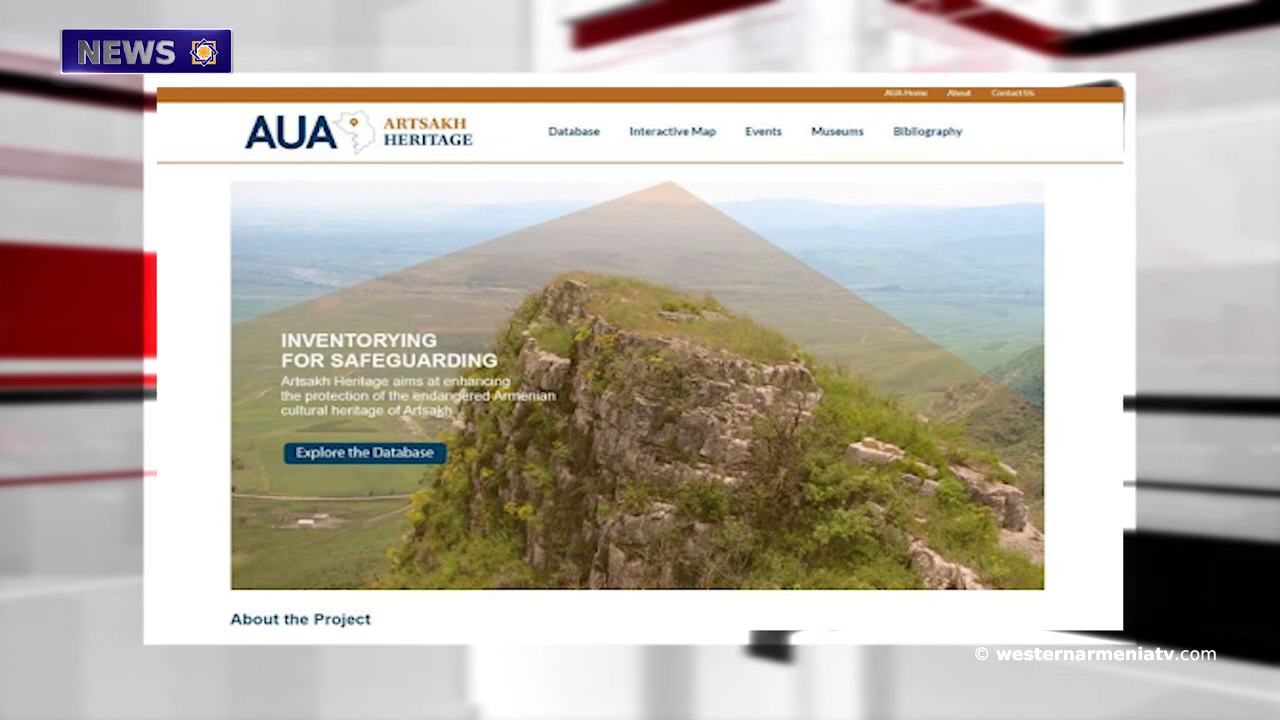 NEWS
AUA Home About Contact Us
AUA ARTSAKH HERITAGE
Database Interactive Map Events Museums Bibliography
INVENTORYING
FOR SAFEGUARDING
Artsakh Heritage aims at enhancing
the protection of the endangered Armenian
cultural heritage of Artsakh
Explore the Database
About the Project
© westernarmeniatv.com